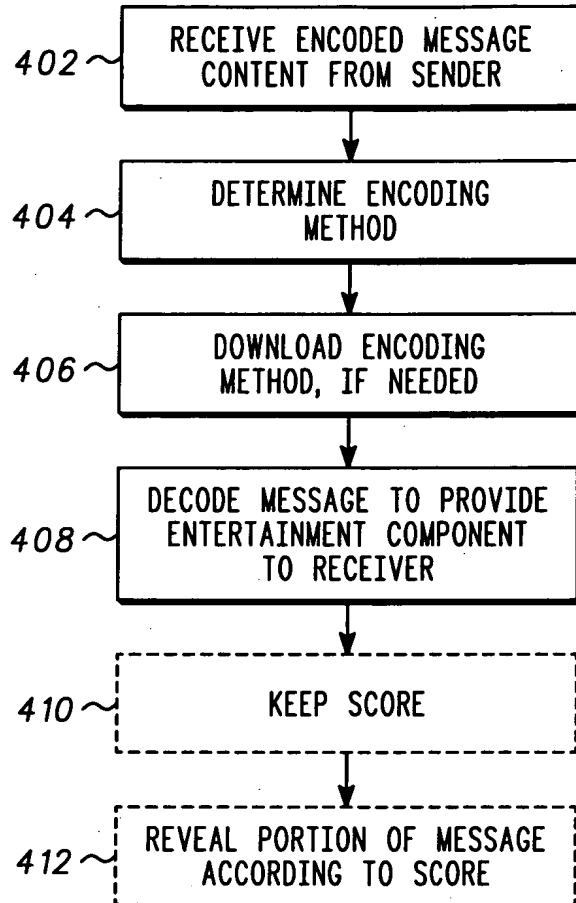 402
RECEIVE ENCODED MESSAGE
CONTENT FROM SENDER
404
DETERMINE ENCODING
METHOD
406
DOWNLOAD ENCODING
METHOD, IF NEEDED
408
DECODE MESSAGE TO PROVIDE
ENTERTAINMENT COMPONENT
TO RECEIVER
410
KEEP SCORE
412
REVEAL PORTION OF MESSAGE
ACCORDING TO SCORE